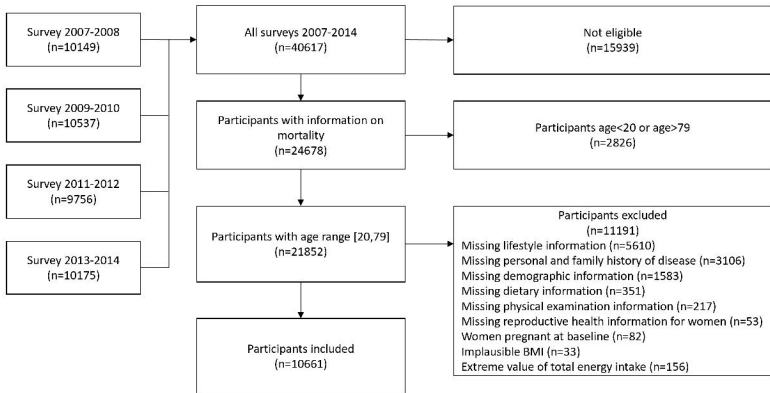 Survey 2007-2008
(n=10149)
Survey 2009-2010
(n=10537)
Survey 2011-2012
(n=9756)
Survey 2013-2014
(n=10175)
All surveys 2007-2014
(n=40617)
Not eligible
(n=15939)
Participants with information on
mortality
(n=24678)
Participants age<20 or age>79
(n=2826)
Participants with age range [20,79]
(n=21852)
Participants excluded
(n=11191)
Missing lifestyle information (n=5610)
Missing personal and family history of disease (n=3106)
Missing demographic information (n=1583)
Missing dietary information (n=351)
Missing physical examination information (n=217)
Missing reproductive health information for women (n=53)
Women pregnant at baseline (n=82)
Implausible BMI (n=33)
Extreme value of total energy intake (n=156)
Participants included
(n=10661)